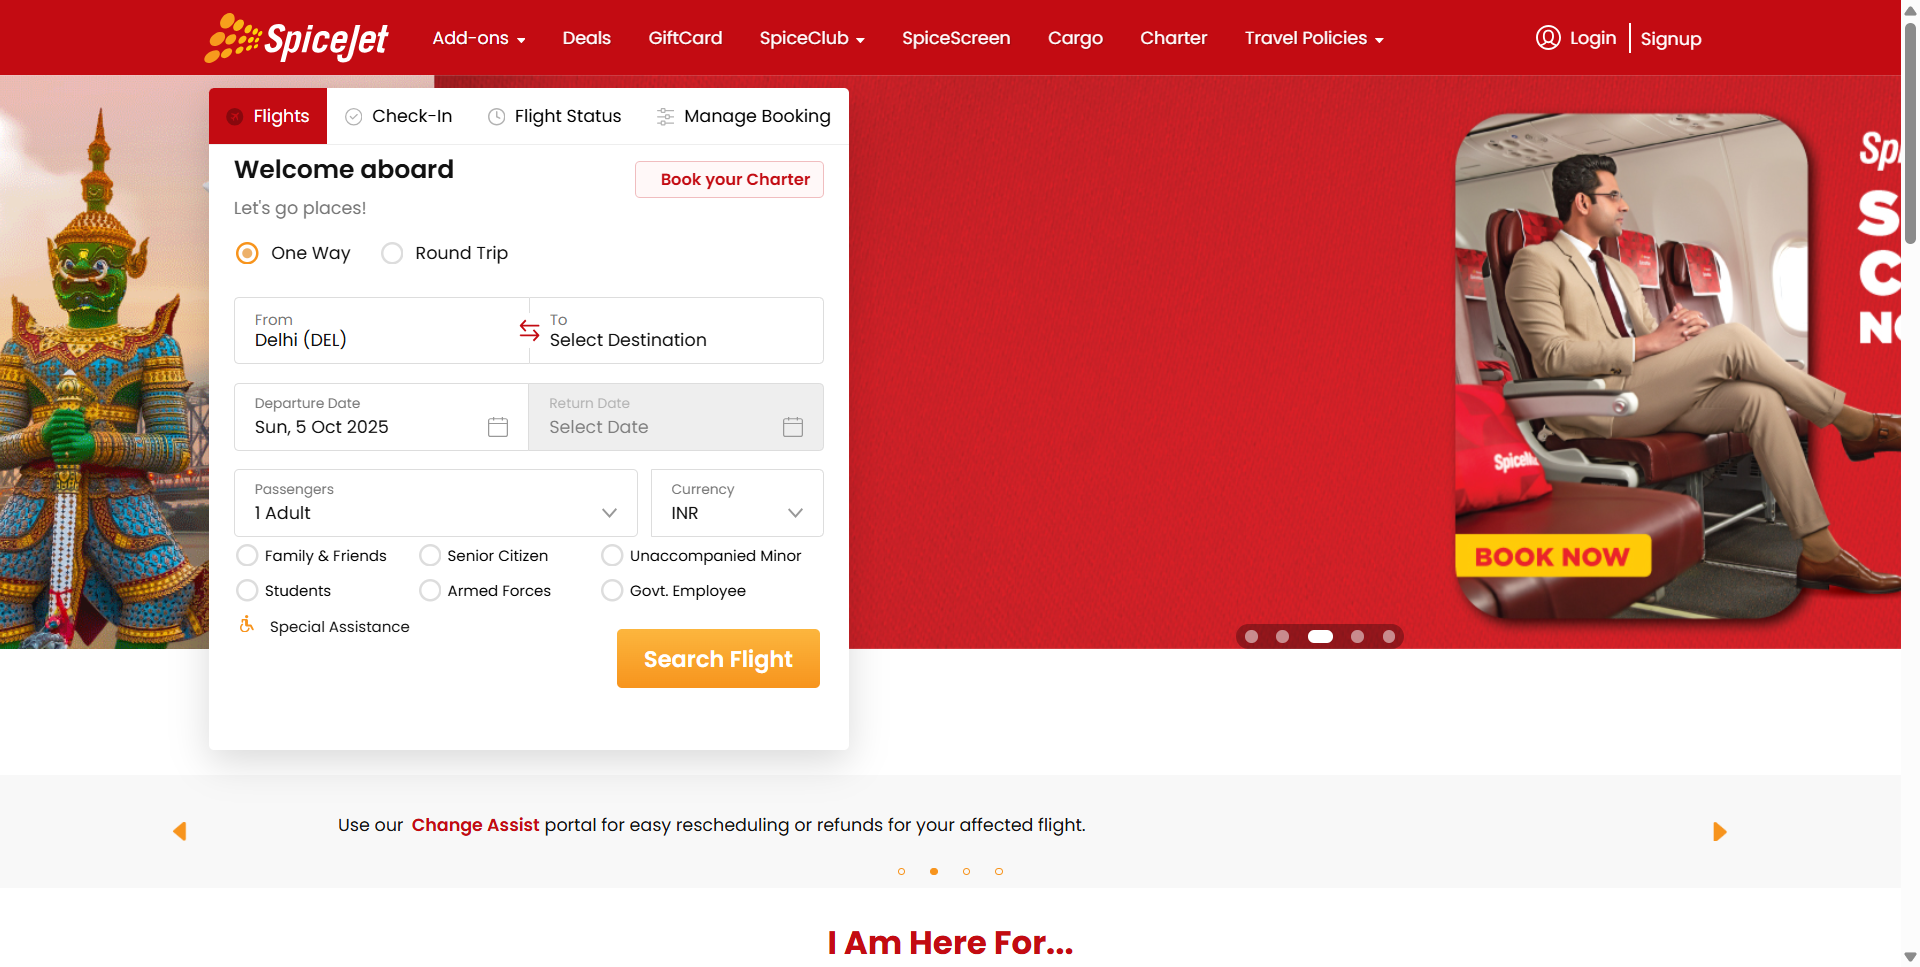 SpiceJet
Add-ons
Deals
GiftCard
SpiceClub
SpiceScreen
Cargo
Charter
Travel Policies
Login
Signup
Flights
Check-In
Flight Status
Manage Booking
Welcome aboard
Book your Charter
Let's go places!
One Way
Round Trip
From
Delhi (DEL)
To
Select Destination
Departure Date
Sun, 5 Oct 2025
Return Date
Select Date
Passengers
1 Adult
Currency
INR
Family & Friends
Senior Citizen
Unaccompanied Minor
Students
Armed Forces
Govt. Employee
Special Assistance
Search Flight
BOOK NOW
Use our Change Assist portal for easy rescheduling or refunds for your affected flight.
I Am Here For...